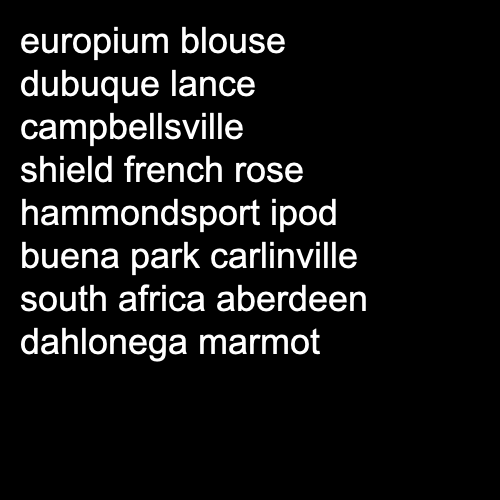 europium blouse
dubuque lance
campbellsville
shield french rose
hammondsport ipod
buena park carlinville
south africa aberdeen
dahlonega marmot